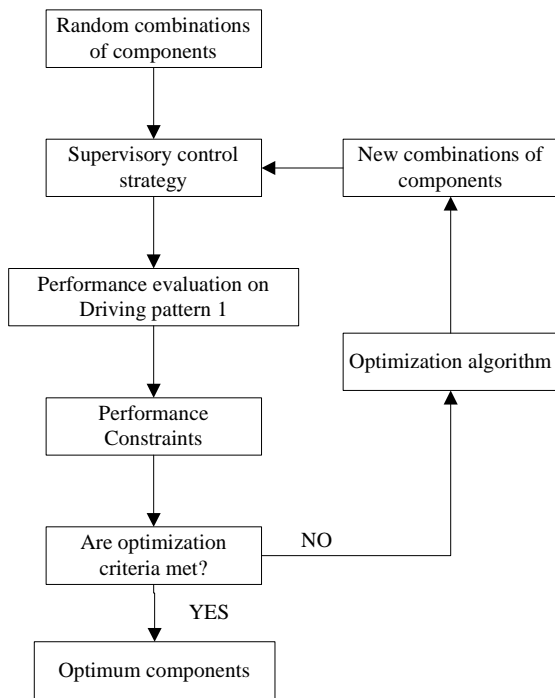 Random combinations
of components
Supervisory control
strategy
New combinations of
components
Performance evaluation on
Driving pattern 1
Optimization algorithm
Performance
Constraints
Are optimization
criteria met?
NO
YES
Optimum components